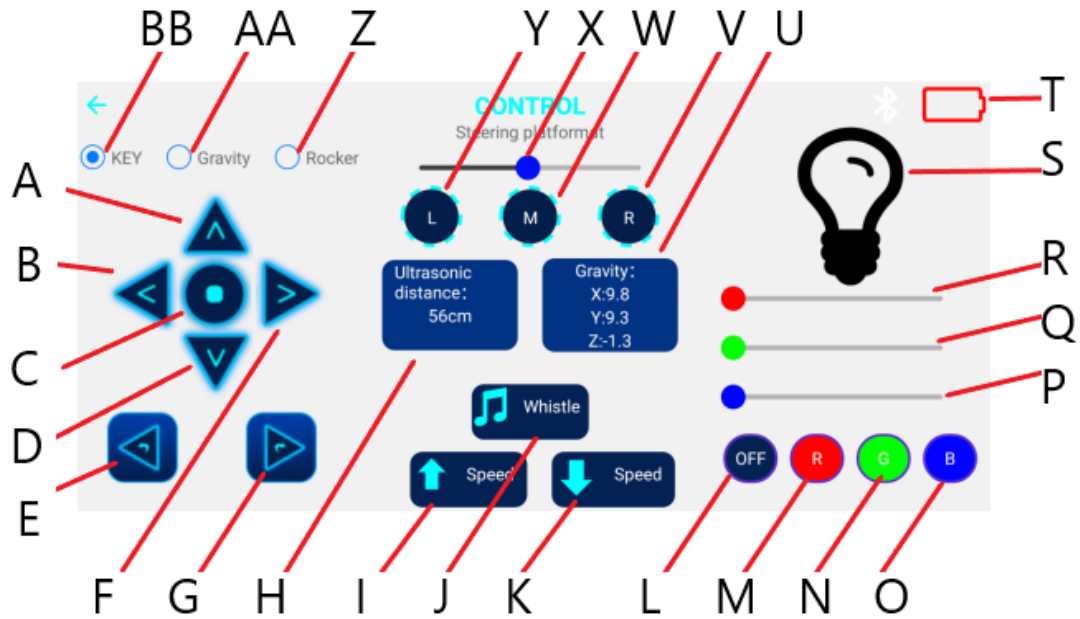 BB AA Z Y X W V U
CONTROL
T
Steering platformat
KEY Gravity Rocker
S
A
L M R
B
Ultrasonic
distance:
56cm
Gravity:
X:9.8
Y:9.3
Z:-1.3
R
Q
C
P
Whistle
D
OFF R G B
Speed Speed
E
F G H I J K L M N O